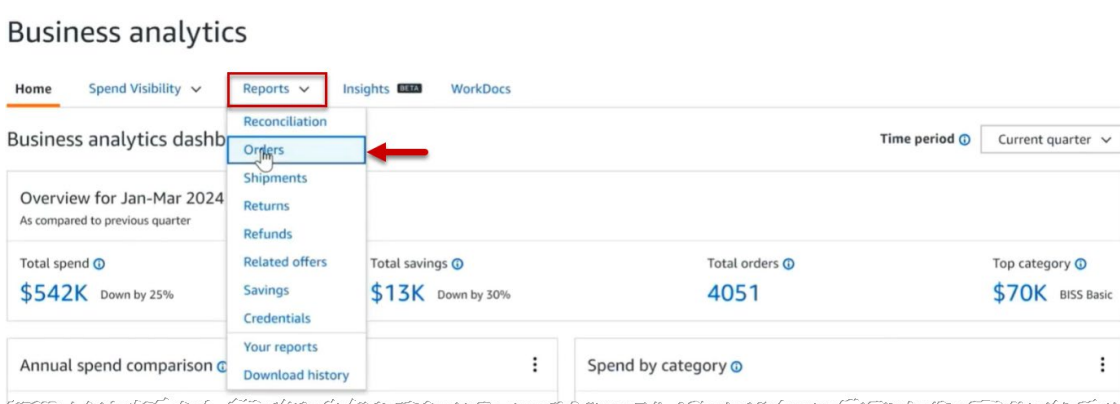 Business analytics
Home Spend Visibility Reports Insights BETA WorkDocs
Reconciliation
Business analytics dashb
Orders
Time period Current quarter
Shipments
Overview for Jan-Mar 2024
As compared to previous quarter
Returns
Refunds
Related offers
Savings
Credentials
Your reports
Download history
Total spend
$542K Down by 25%
Total savings
$13K Down by 30%
Total orders
4051
Top category
$70K BISS Basic
Annual spend comparison
Spend by category